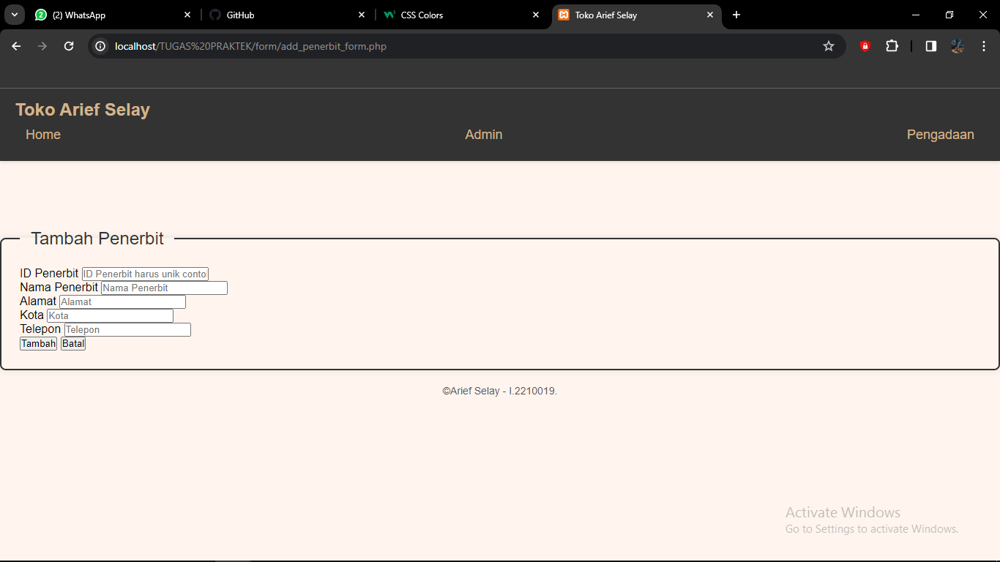 (2) WhatsApp GitHub CSS Colors Toko Arief Selay
localhost/TUGAS%20PRAKTEK/form/add_penerbit_form.php
Toko Arief Selay
Home Admin Pengadaan
Tambah Penerbit
ID Penerbit ID Penerbit harus unik conto
Nama Penerbit Nama Penerbit
Alamat Alamat
Kota Kota
Telepon Telepon
Tambah Batal
©Arief Selay - I.2210019.
Activate Windows
Go to Settings to activate Windows.